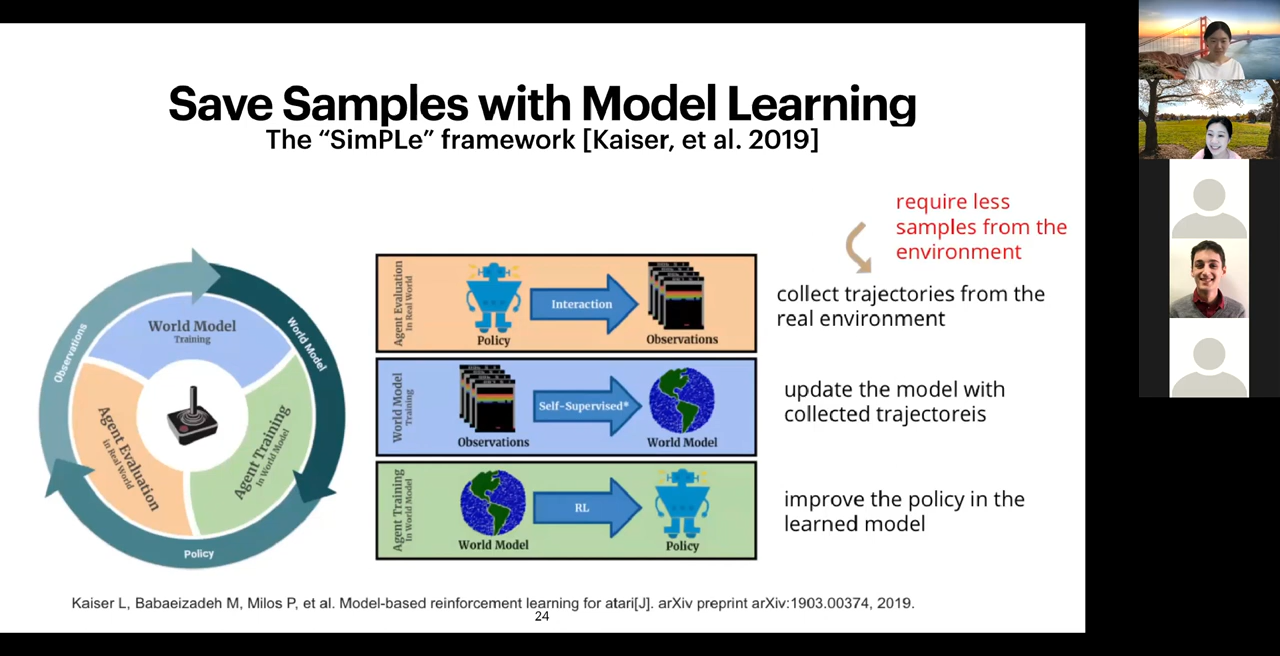 Save Samples with Model Learning
The “SimPLe” framework [Kaiser, et al. 2019]
Observations
World Model
Policy
World Model
Training
Agent Evaluation
in Real World
Agent Training
In World Model
Agent Evaluation
In Real World
Policy
Interaction
Observations
World Model
Training
Observations
Self-Supervised*
World Model
Agent Training
In World Model
World Model
RL
Policy
require less
samples from the
environment
collect trajectories from the
real environment
update the model with
collected trajectoreis
improve the policy in the
learned model
Kaiser L, Babaeizadeh M, Milos P, et al. Model-based reinforcement learning for atari[J]. arXiv preprint arXiv:1903.00374, 2019.
24